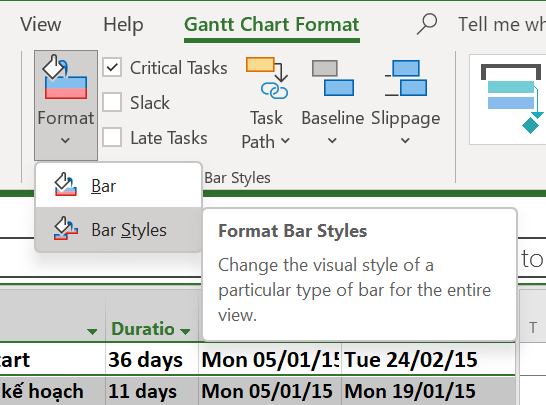 View Help Gantt Chart Format Tell me wh
Critical Tasks
Slack
Late Tasks
Format
Task
Path
Baseline
Slippage
Bar Styles
Bar
Bar Styles
Format Bar Styles
Change the visual style of a
particular type of bar for the entire
view.
to
Duratio
T
tart 36 days Mon 05/01/15 Tue 24/02/15
kế hoạch 11 days Mon 05/01/15 Mon 19/01/15